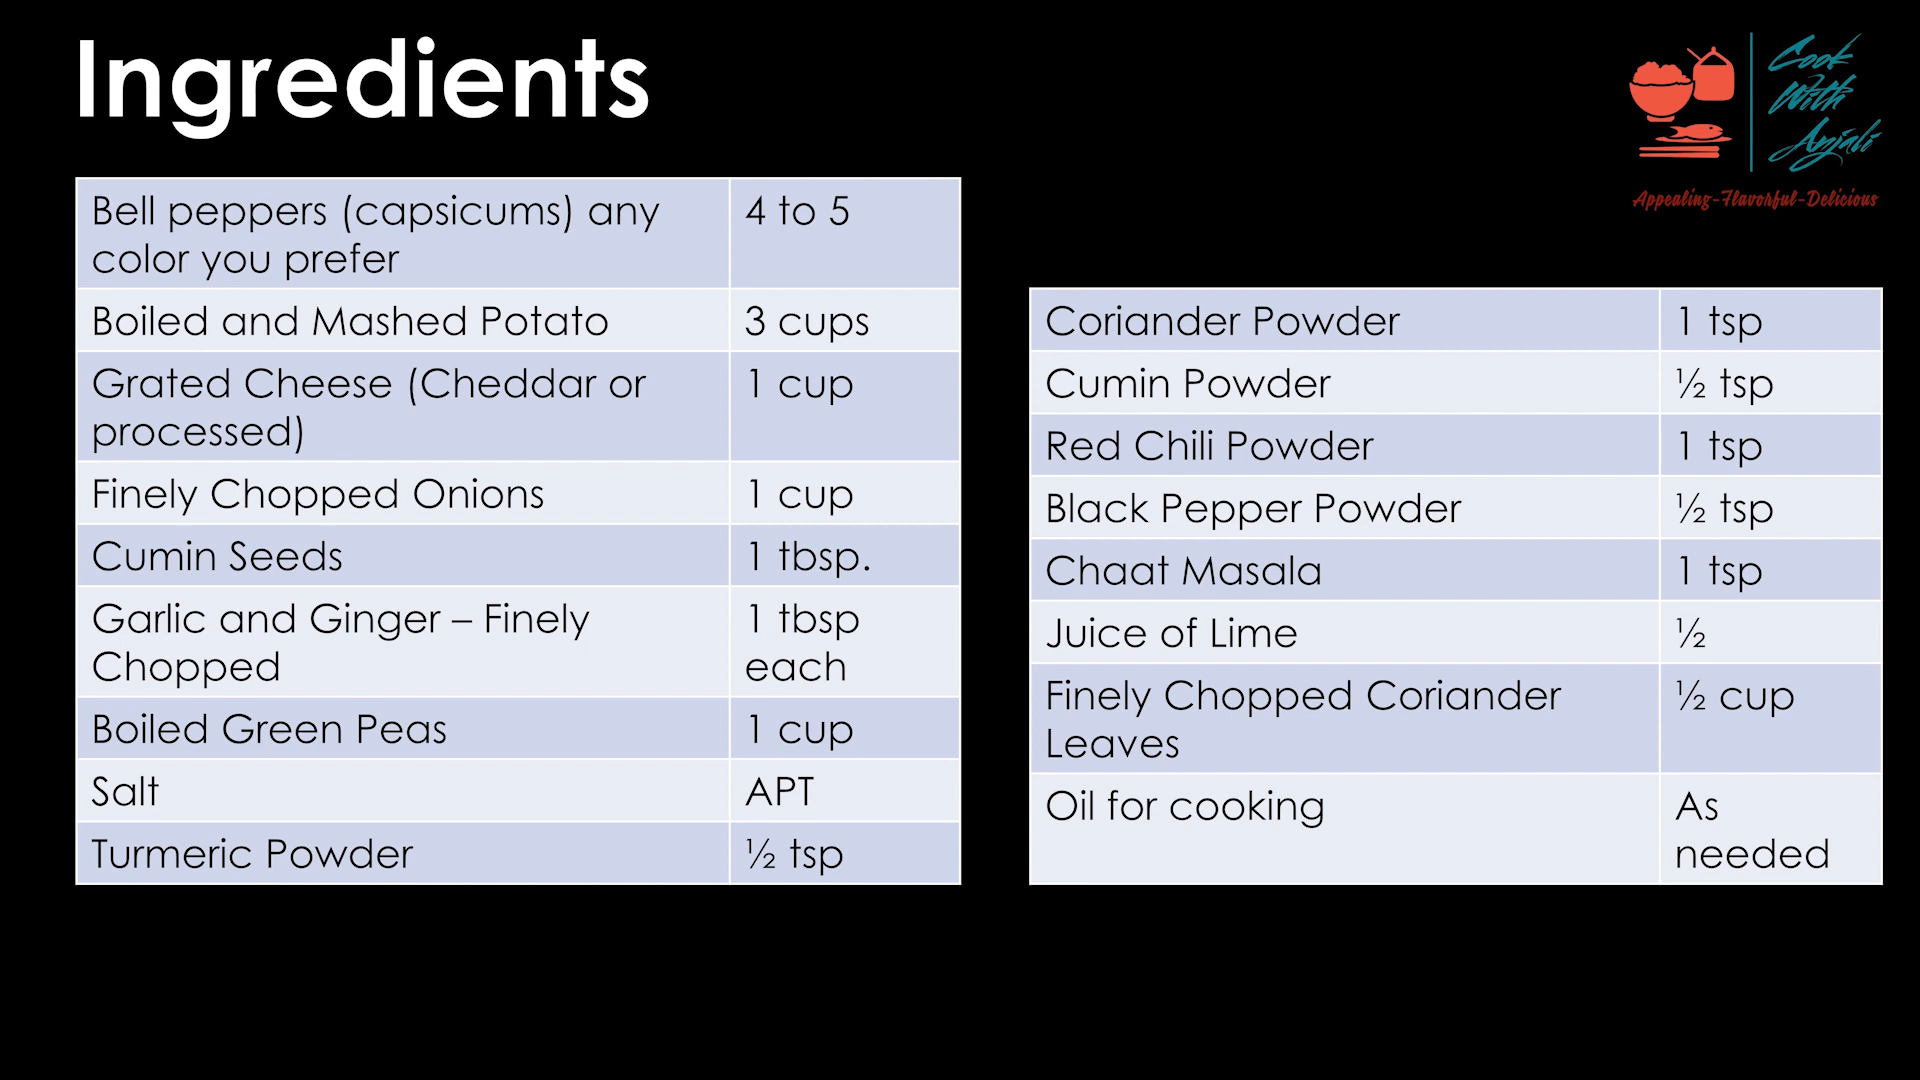 Ingredients
Cook
With
Anjali
Appealing-Flavorful-Delicious
Bell peppers (capsicums) any
color you prefer
4 to 5
Boiled and Mashed Potato
3 cups
Grated Cheese (Cheddar or
processed)
1 cup
Finely Chopped Onions
1 cup
Cumin Seeds
1 tbsp.
Garlic and Ginger – Finely
Chopped
1 tbsp
each
Boiled Green Peas
1 cup
Salt
APT
Turmeric Powder
½ tsp
Coriander Powder
1 tsp
Cumin Powder
½ tsp
Red Chili Powder
1 tsp
Black Pepper Powder
½ tsp
Chaat Masala
1 tsp
Juice of Lime
½
Finely Chopped Coriander
Leaves
½ cup
Oil for cooking
As
needed